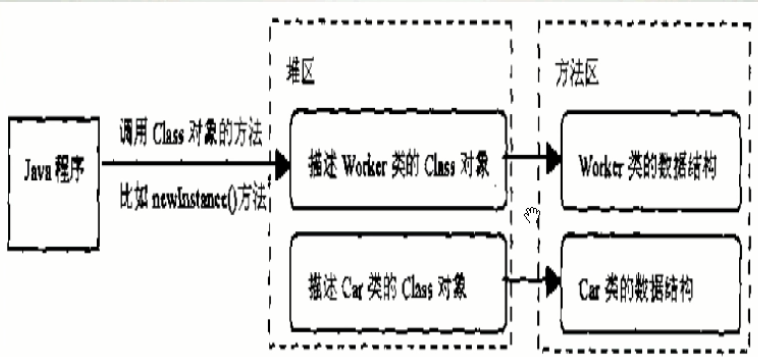 堆区
方法区
调用 Class 对象的方法
Java 程序
描述 Worker 类的 Class 对象
Worker 类的数据结构
比如 newInstance()方法
描述 Car 类的 Class 对象
Car 类的数据结构